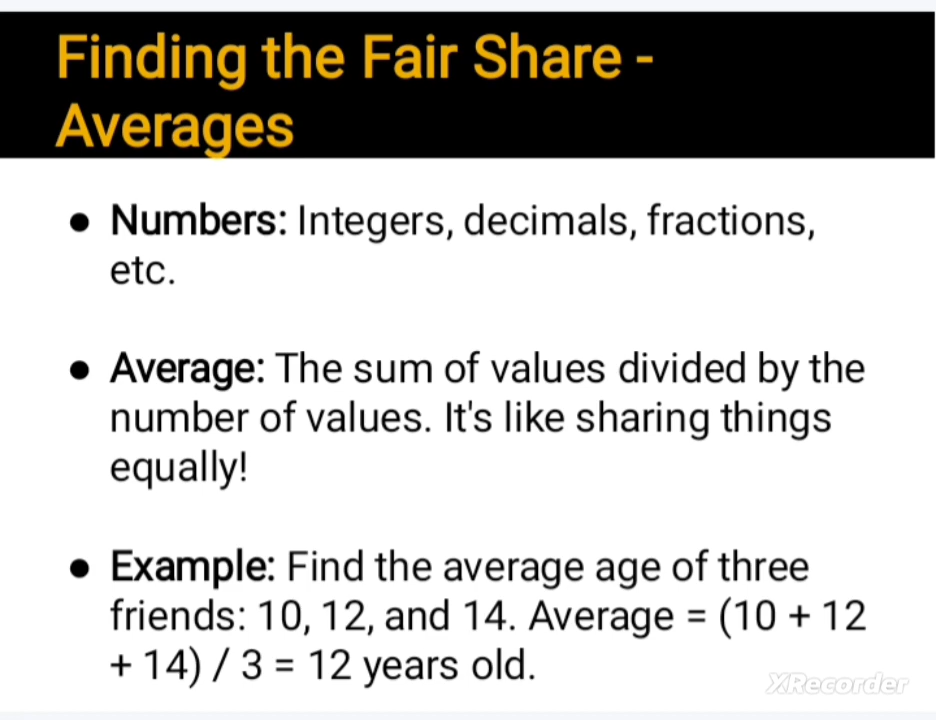 Finding the Fair Share -
Averages
● Numbers: Integers, decimals, fractions,
etc.
● Average: The sum of values divided by the
number of values. It's like sharing things
equally!
● Example: Find the average age of three
friends: 10, 12, and 14. Average = (10 + 12
+ 14) / 3 = 12 years old.
XRecorder